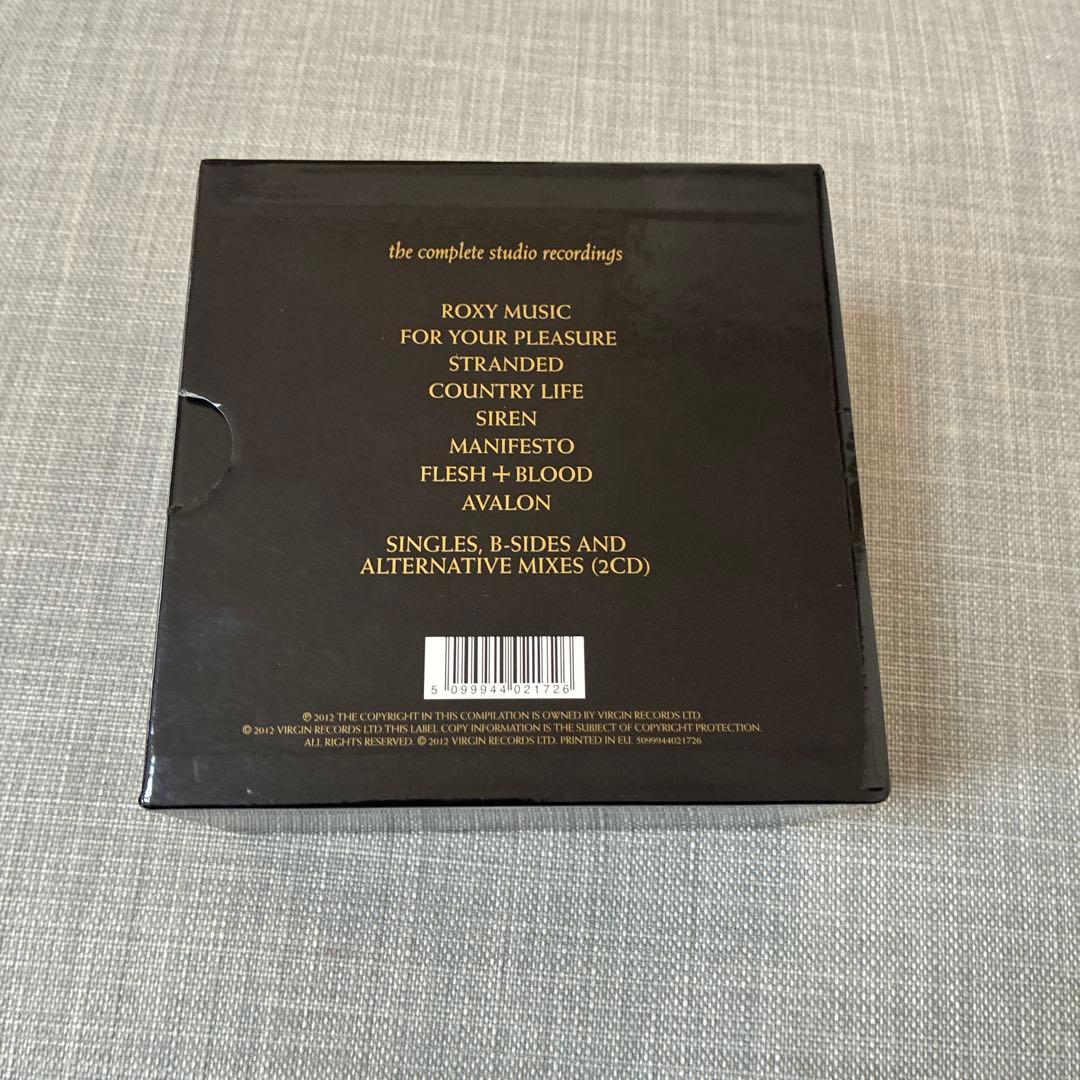 the complete studio recordings
ROXY MUSIC
FOR YOUR PLEASURE
STRANDED
COUNTRY LIFE
SIREN
MANIFESTO
FLESH + BLOOD
AVALON
SINGLES, B-SIDES AND
ALTERNATIVE MIXES (2CD)
5 099944 021726
℗ 2012 THE COPYRIGHT IN THIS COMPILATION IS OWNED BY VIRGIN RECORDS LTD.
© 2012 VIRGIN RECORDS LTD THIS LABEL COPY INFORMATION IS THE SUBJECT OF COPYRIGHT PROTECTION.
ALL RIGHTS RESERVED. © 2012 VIRGIN RECORDS LTD. PRINTED IN EU. 5099944021726